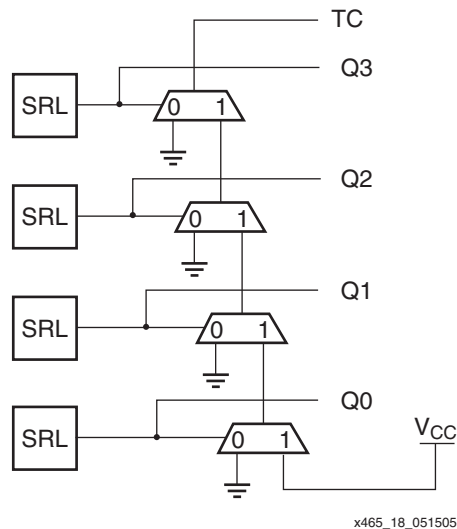 TC
Q3
SRL
0 1
Q2
SRL
0 1
Q1
SRL
0 1
Q0
VCC
SRL
0 1
x465_18_051505